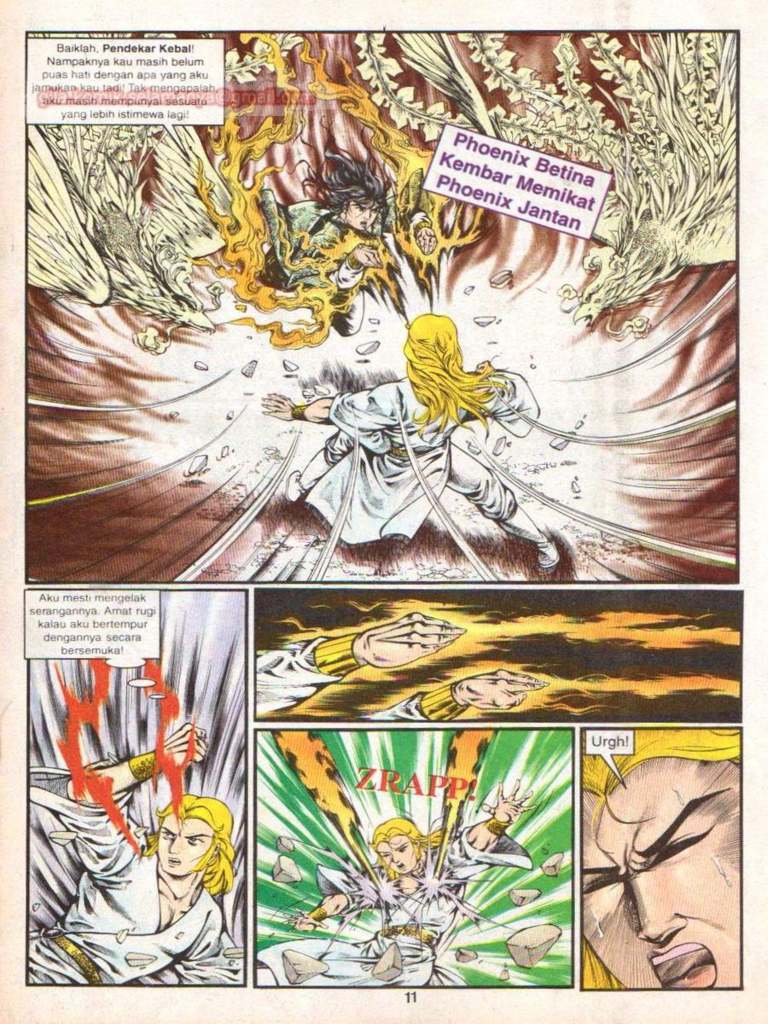 Baiklah, Pendekar Kebal!
Nampaknya kau masih belum
puas hati dengan apa yang aku
jamukan kau tadi! Tak mengapalah
aku masih mempunyai sesuatu
yang lebih istimewa lagi!
Phoenix Betina
Kembar Memikat
Phoenix Jantan
Aku mesti mengelak
serangannya. Amat rugi
kalau aku bertempur
dengannya secara
bersemuka!
ZRAPP!
Urgh!
11